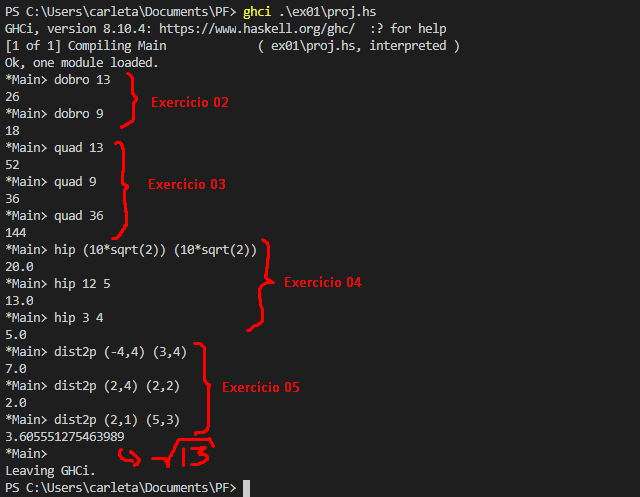 PS C:\Users\carleta\Documents\PF> ghci .\ex01\proj.hs
GHCi, version 8.10.4: https://www.haskell.org/ghc/  :? for help
[1 of 1] Compiling Main             ( ex01\proj.hs, interpreted )
Ok, one module loaded.
*Main> dobro 13
26
Exercício 02
*Main> dobro 9
18
*Main> quad 13
52
*Main> quad 9
Exercício 03
36
*Main> quad 36
144
*Main> hip (10*sqrt(2)) (10*sqrt(2))
20.0
*Main> hip 12 5
Exercício 04
13.0
*Main> hip 3 4
5.0
*Main> dist2p (-4,4) (3,4)
7.0
*Main> dist2p (2,4) (2,2)
Exercício 05
2.0
*Main> dist2p (2,1) (5,3)
3.605551275463989
*Main>
↪ √13
Leaving GHCi.
PS C:\Users\carleta\Documents\PF>